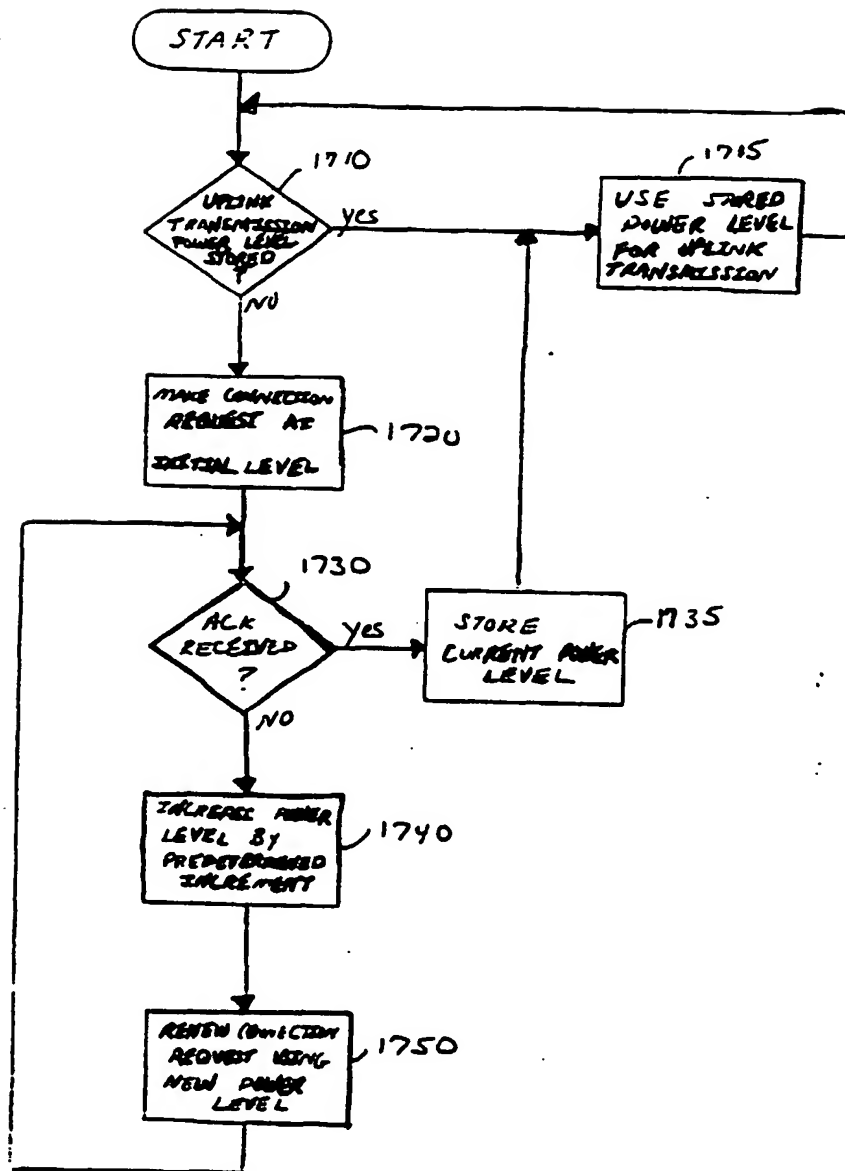 START
1710
UPLINK
TRANSMISSION
POWER LEVEL
STORED
?
yes
NO
1715
USE STORED
POWER LEVEL
FOR UPLINK
TRANSMISSION
MAKE CONNECTION
REQUEST AT
INITIAL LEVEL
1720
1730
ACK
RECEIVED
?
yes
NO
STORE
CURRENT POWER
LEVEL
1735
INCREASE POWER
LEVEL BY
PREDETERMINED
INCREMENT
1740
RENEW CONNECTION
REQUEST USING
NEW POWER
LEVEL
1750